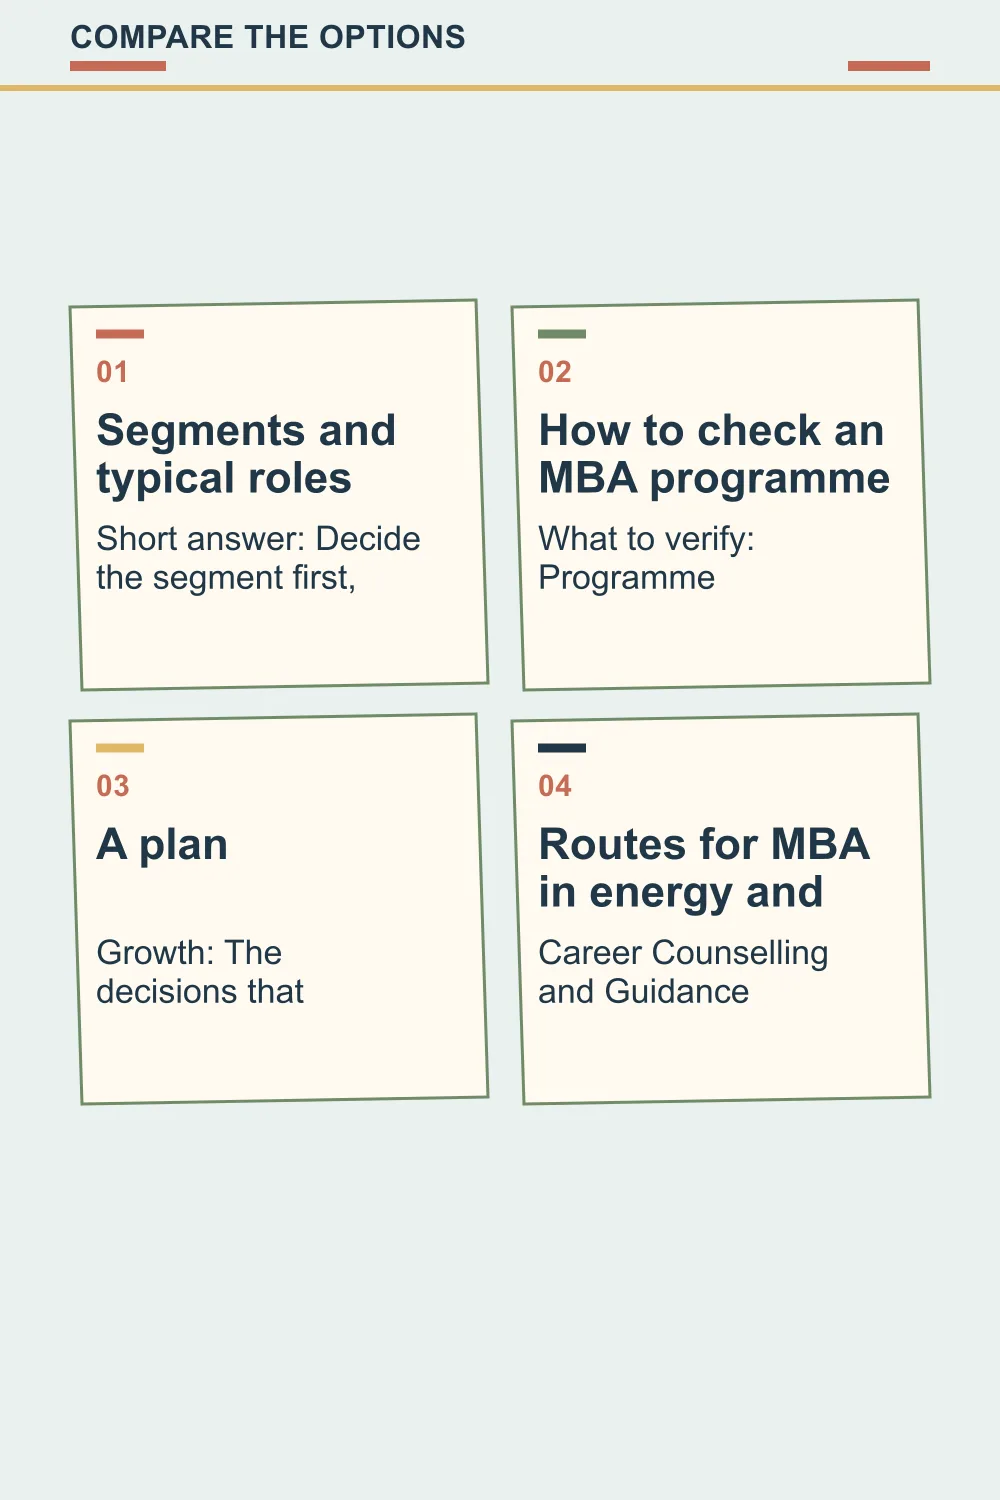 COMPARE THE OPTIONS
01
Segments and
typical roles
Short answer: Decide
the segment first,
02
How to check an
MBA programme
What to verify:
Programme
03
A plan
Growth: The
decisions that
04
Routes for MBA
in energy and
Career Counselling
and Guidance